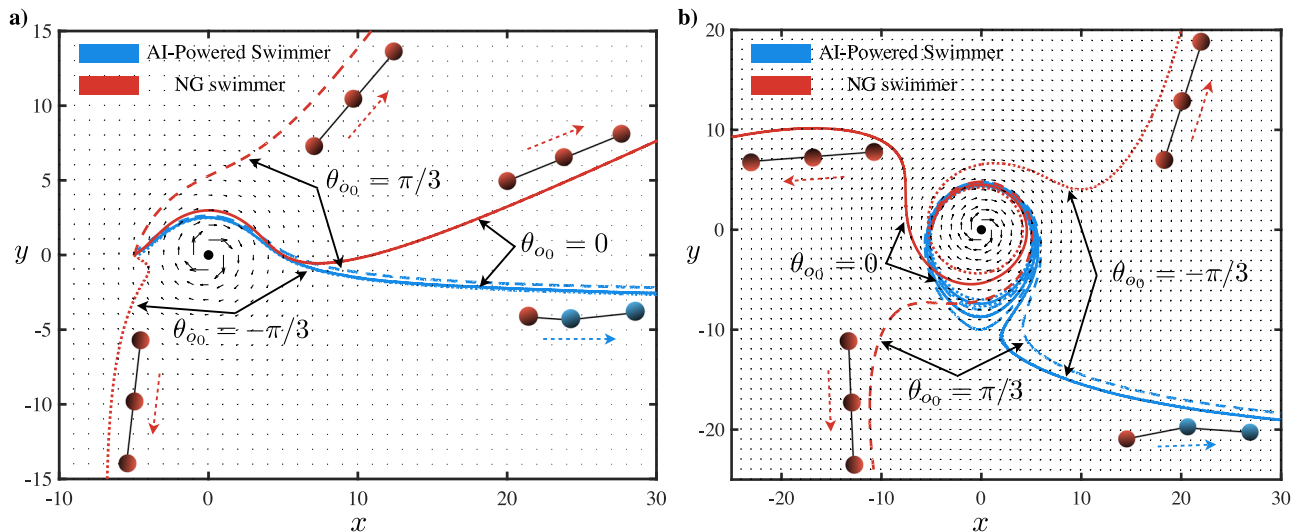 a)
AI-Powered Swimmer
NG swimmer
15
10
5
0
-5
-10
-15
y
θ_{o_0} = π/3
θ_{o_0} = 0
θ_{o_0} = -π/3
-10 0 10 20 30
x
b)
AI-Powered Swimmer
NG swimmer
20
10
0
-10
-20
y
θ_{o_0} = 0
θ_{o_0} = -π/3
θ_{o_0} = π/3
-20 -10 0 10 20 30
x